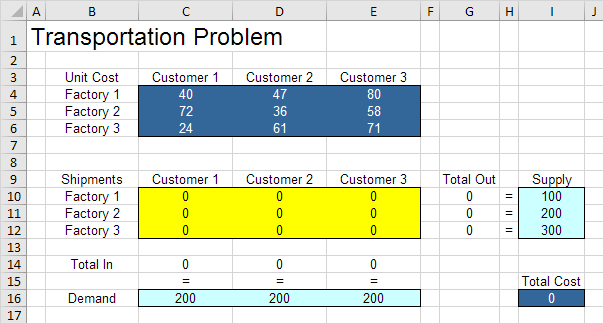 A B C D E F G H I J
1 Transportation Problem
2
3 Unit Cost Customer 1 Customer 2 Customer 3
4 Factory 1 40 47 80
5 Factory 2 72 36 58
6 Factory 3 24 61 71
7
8
9 Shipments Customer 1 Customer 2 Customer 3 Total Out Supply
10 Factory 1 0 0 0 0 = 100
11 Factory 2 0 0 0 0 = 200
12 Factory 3 0 0 0 0 = 300
13
14 Total In 0 0 0
15 = = = Total Cost
16 Demand 200 200 200 0
17